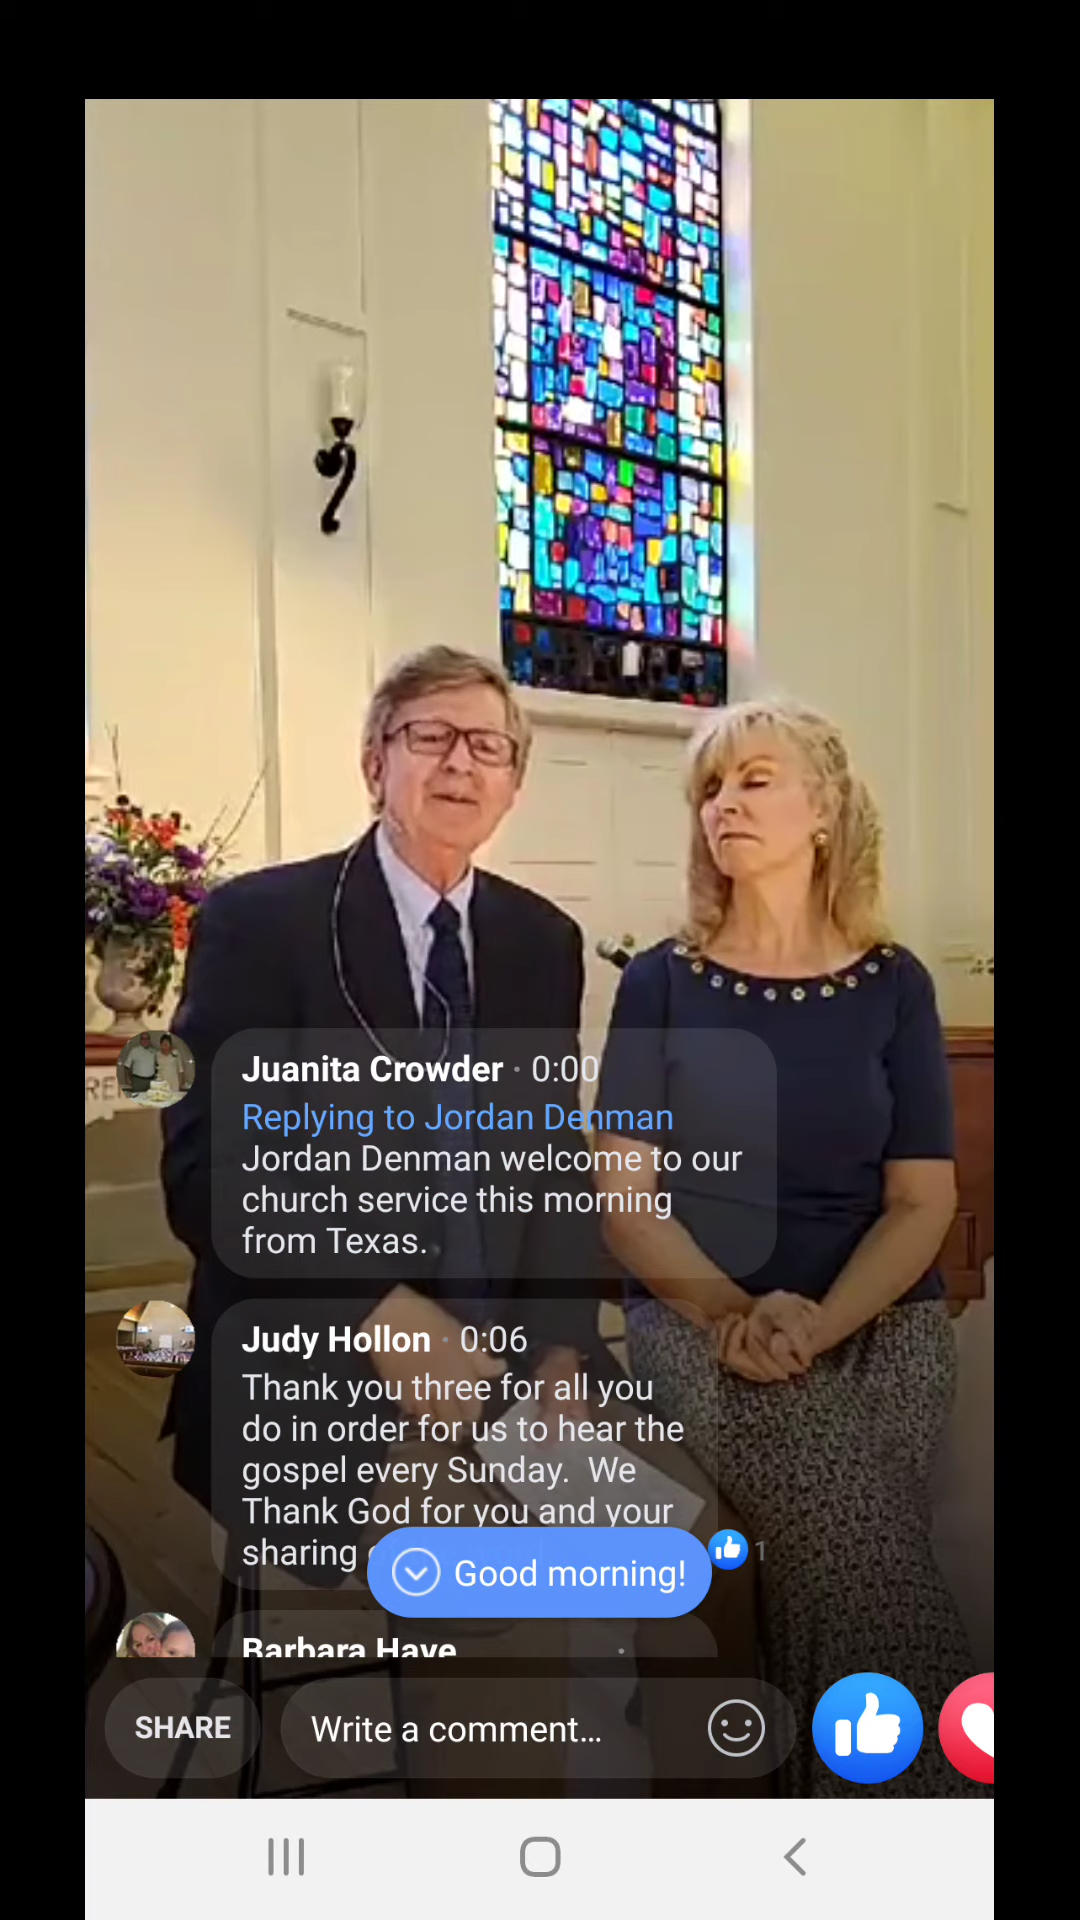 Juanita Crowder · 0:00
Replying to Jordan Denman
Jordan Denman welcome to our
church service this morning
from Texas.
Judy Hollon · 0:06
Thank you three for all you
do in order for us to hear the
gospel every Sunday. We
Thank God for you and your
sharing
Good morning!
1
Barbara Haye
SHARE
Write a comment...